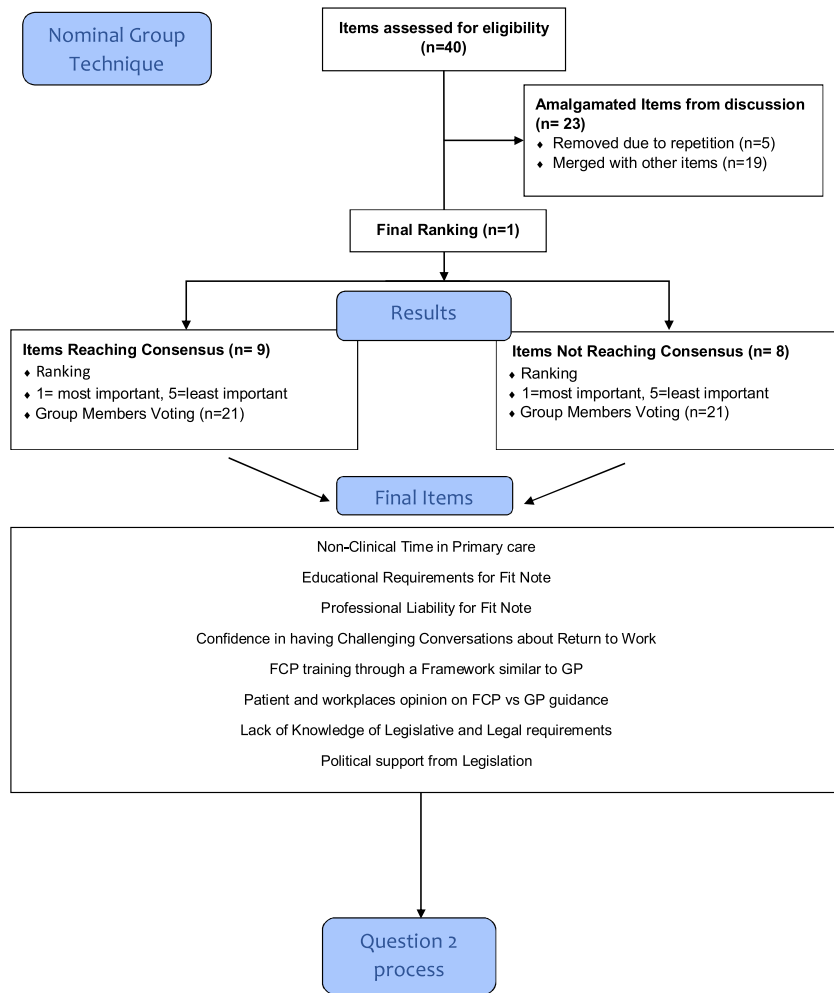 Nominal Group
Technique
Items assessed for eligibility
(n=40)
Amalgamated Items from discussion
(n= 23)
♦ Removed due to repetition (n=5)
♦ Merged with other items (n=19)
Final Ranking (n=1)
Results
Items Reaching Consensus (n= 9)
♦ Ranking
♦ 1= most important, 5=least important
♦ Group Members Voting (n=21)
Items Not Reaching Consensus (n= 8)
♦ Ranking
♦ 1=most important, 5=least important
♦ Group Members Voting (n=21)
Final Items
Non-Clinical Time in Primary care
Educational Requirements for Fit Note
Professional Liability for Fit Note
Confidence in having Challenging Conversations about Return to Work
FCP training through a Framework similar to GP
Patient and workplaces opinion on FCP vs GP guidance
Lack of Knowledge of Legislative and Legal requirements
Political support from Legislation
Question 2
process